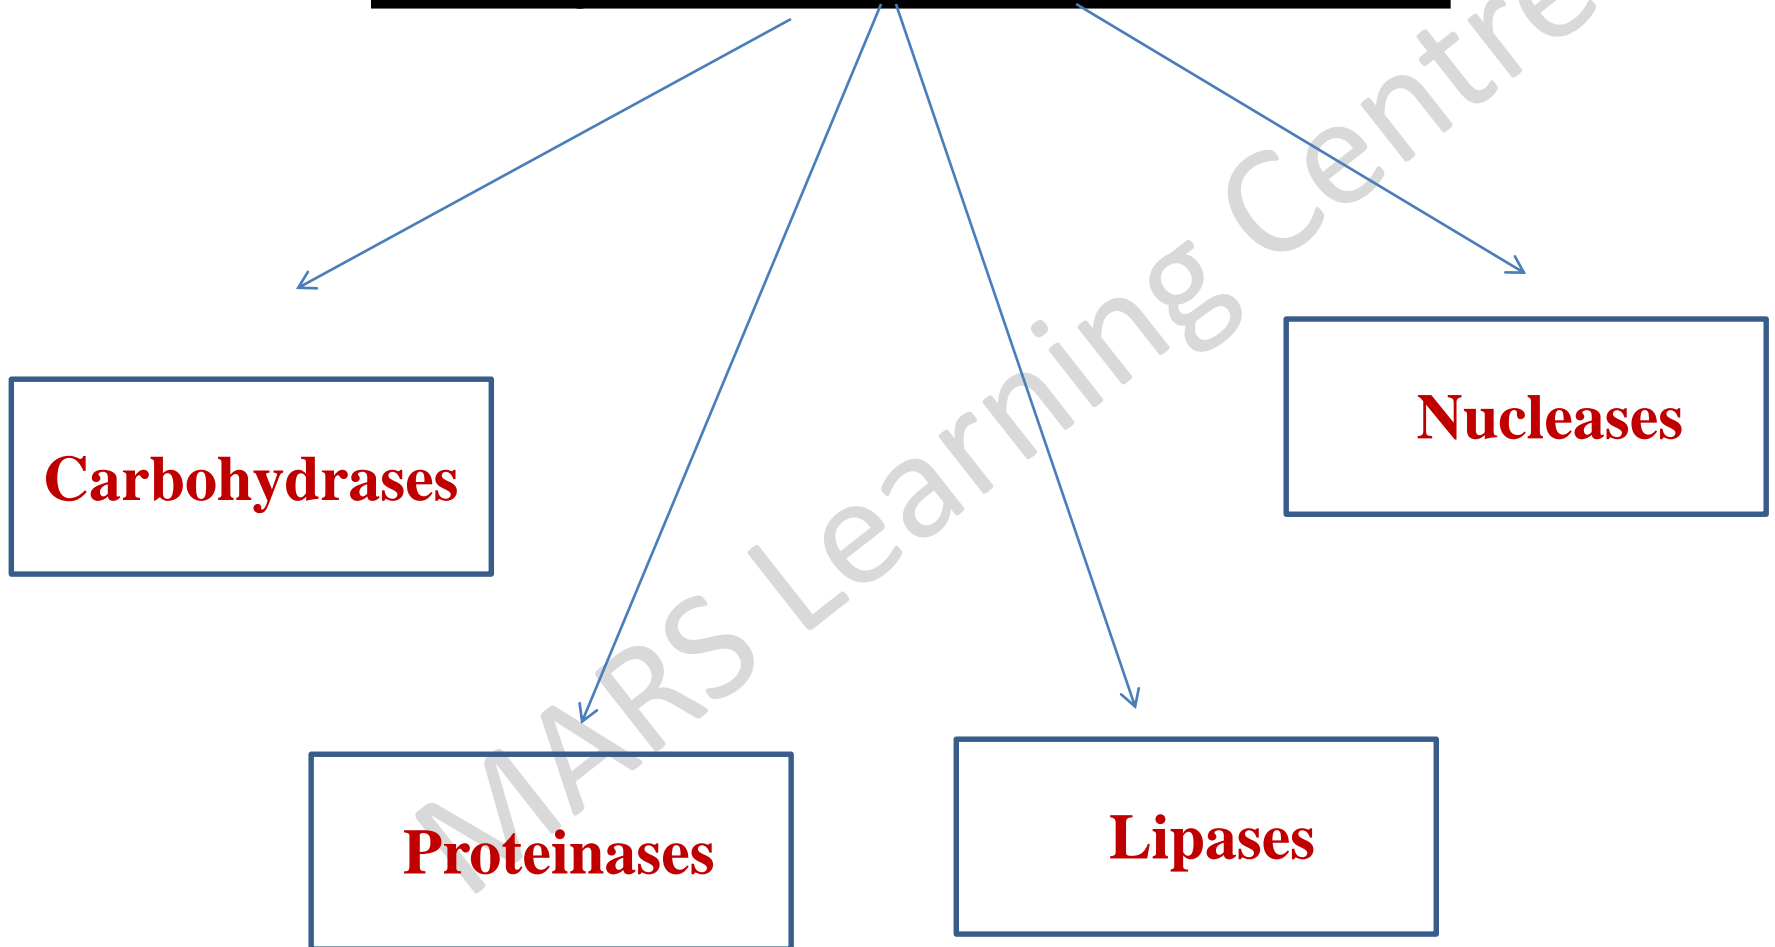 Nucleases
Carbohydrases
Lipases
Proteinases
MARS Learning Centre